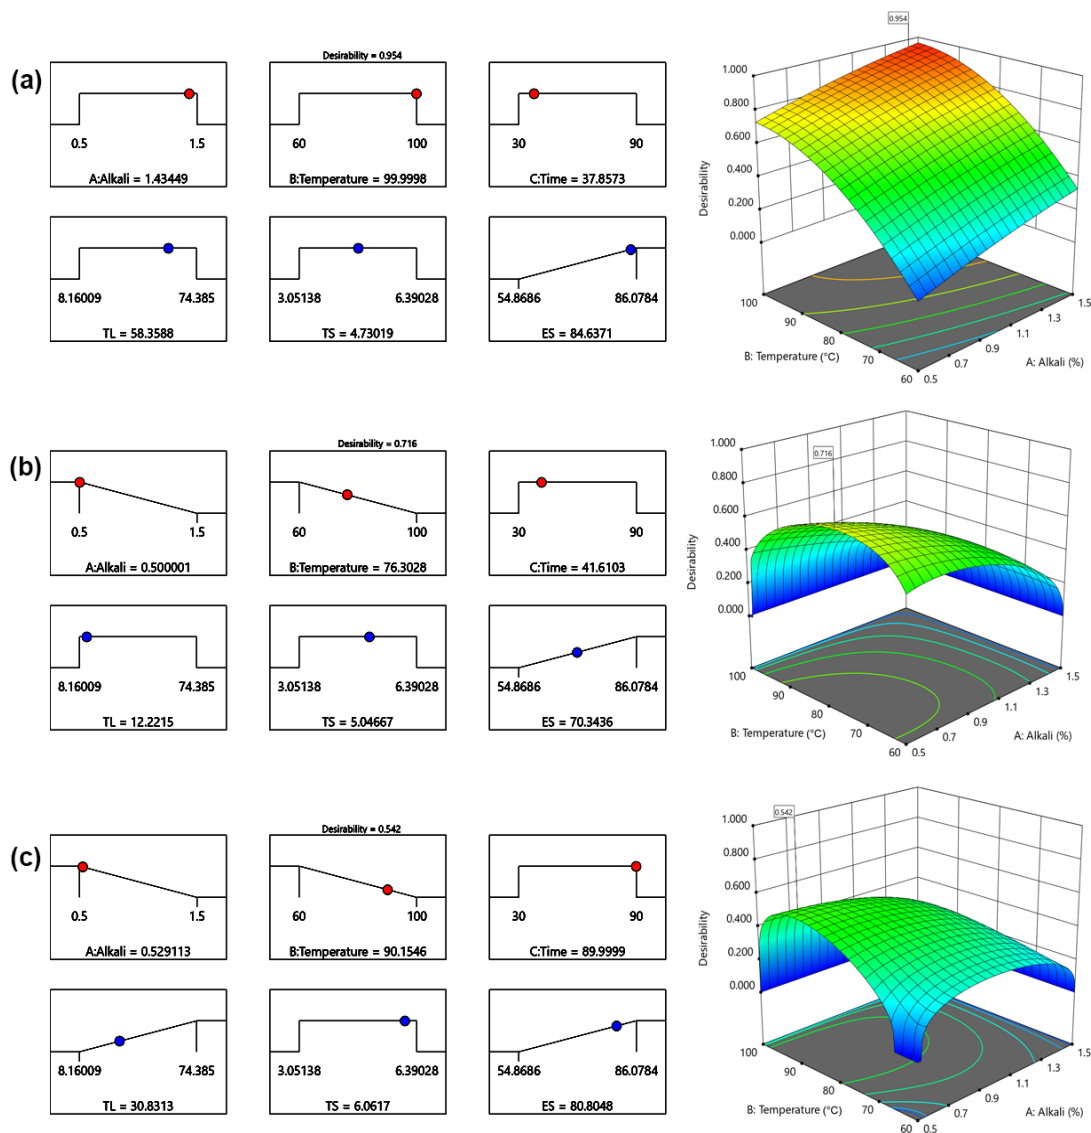 (a)
Desirability = 0.954
0.5 1.5
A:Alkali = 1.43449
60 100
B:Temperature = 99.9998
30 90
C:Time = 37.8573
8.16009 74.385
TL = 58.3588
3.05138 6.39028
TS = 4.73019
54.8686 86.0784
ES = 84.6371
0.954
1.000
0.800
0.600
0.400
0.200
0.000
Desirability
100
90
80
70
60
B: Temperature (°C)
0.5
0.7
0.9
1.1
1.3
1.5
A: Alkali (%)
(b)
Desirability = 0.716
0.5 1.5
A:Alkali = 0.500001
60 100
B:Temperature = 76.3028
30 90
C:Time = 41.6103
8.16009 74.385
TL = 12.2215
3.05138 6.39028
TS = 5.04667
54.8686 86.0784
ES = 70.3436
0.716
1.000
0.800
0.600
0.400
0.200
0.000
Desirability
100
90
80
70
60
B: Temperature (°C)
0.5
0.7
0.9
1.1
1.3
1.5
A: Alkali (%)
(c)
Desirability = 0.542
0.5 1.5
A:Alkali = 0.529113
60 100
B:Temperature = 90.1546
30 90
C:Time = 89.9999
8.16009 74.385
TL = 30.8313
3.05138 6.39028
TS = 6.0617
54.8686 86.0784
ES = 80.8048
0.542
1.000
0.800
0.600
0.400
0.200
0.000
Desirability
100
90
80
70
60
B: Temperature (°C)
0.5
0.7
0.9
1.1
1.3
1.5
A: Alkali (%)